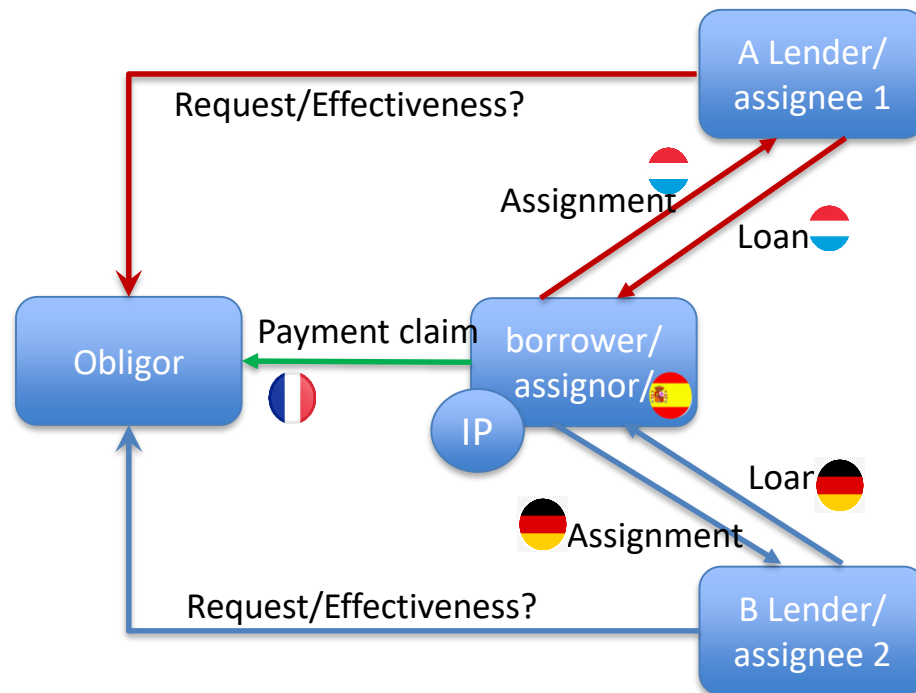 A Lender/
assignee 1
Request/Effectiveness?
Assignment
Loan
Payment claim
Obligor
borrower/
assignor/
IP
Loan
Assignment
Request/Effectiveness?
B Lender/
assignee 2